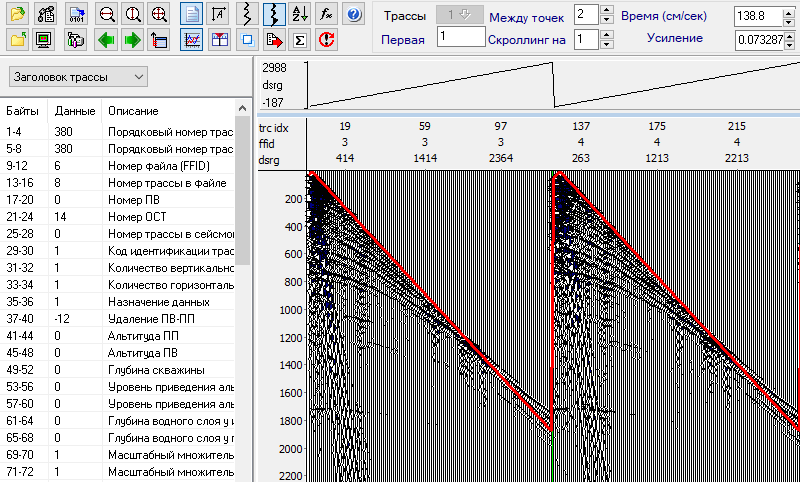 Трассы 1 Между точек 2 Время (см/сек) 138.8
Первая 1 Скроллинг на 1 Усиление 0.073287
Заголовок трассы
Байты Данные Описание
1-4 380 Порядковый номер трас
5-8 380 Порядковый номер трас
9-12 6 Номер файла (FFID)
13-16 8 Номер трассы в файле
17-20 0 Номер ПВ
21-24 14 Номер ОСТ
25-28 0 Номер трассы в сейсмо
29-30 1 Код идентификации трас
31-32 1 Количество вертикально
33-34 1 Количество горизонталь
35-36 1 Назначение данных
37-40 -12 Удаление ПВ-ПП
41-44 0 Альтитуда ПП
45-48 0 Альтитуда ПВ
49-52 0 Глубина скважины
53-56 0 Уровень приведения аль
57-60 0 Уровень приведения аль
61-64 0 Глубина водного слоя у и
65-68 0 Глубина водного слоя у г
69-70 1 Масштабный множитель
71-72 1 Масштабный множитель
2988
dsrg
-187
trc idx 19 59 97 137 175 215
ffid 3 3 3 4 4 4
dsrg 414 1414 2364 263 1213 2213
200
400
600
800
1000
1200
1400
1600
1800
2000
2200